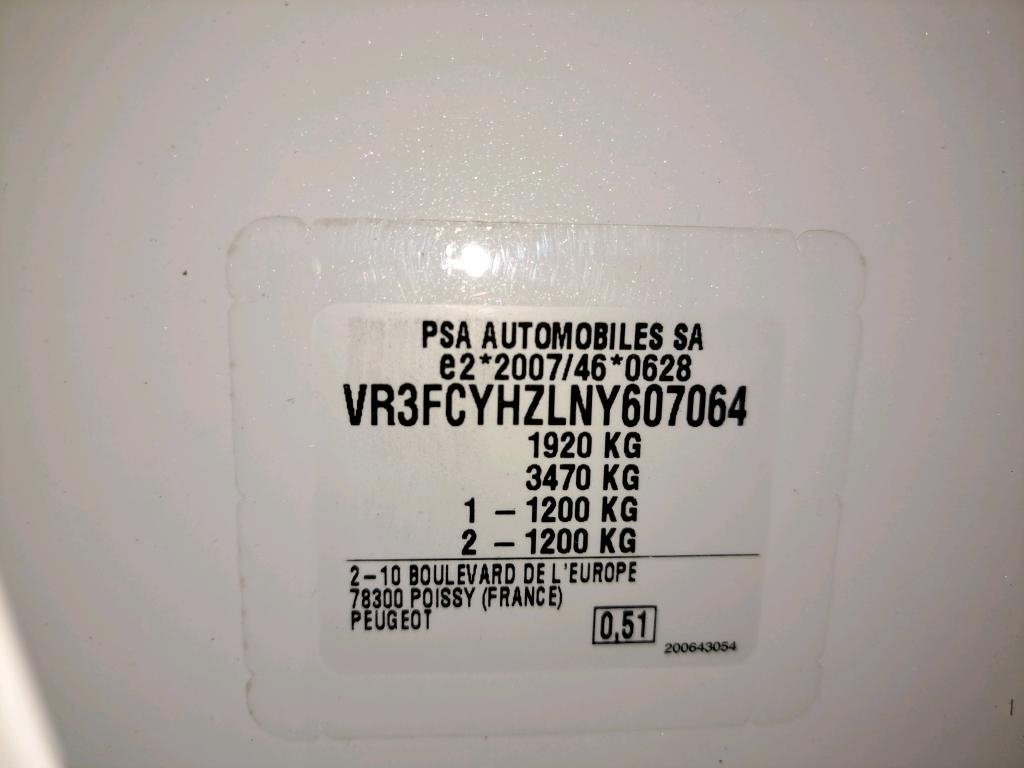 PSA AUTOMOBILES SA
e2*2007/46*0628
VR3FCYHZLNY607064
1920 KG
3470 KG
1 – 1200 KG
2 – 1200 KG
2–10 BOULEVARD DE L'EUROPE
78300 POISSY (FRANCE)
PEUGEOT
0,51
200643054